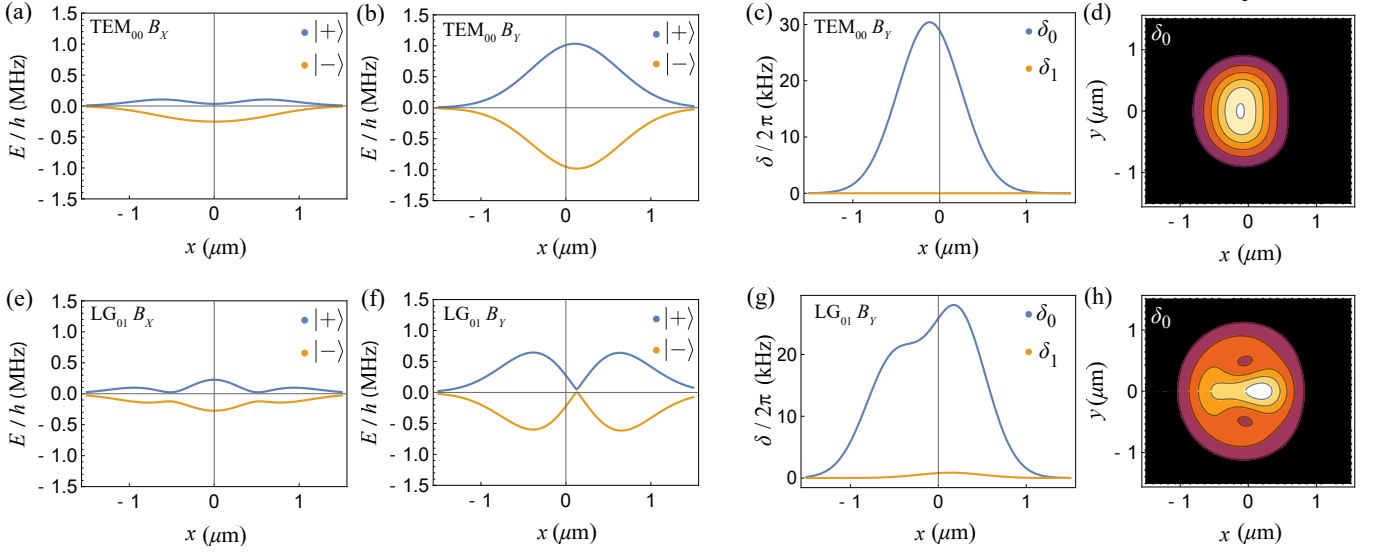 (a)
TEM₀₀ B_X
|+⟩
|−⟩
1.5
1.0
0.5
0.0
- 0.5
- 1.0
- 1.5
E / h (MHz)
- 1
0
1
x (μm)
(b)
TEM₀₀ B_Y
|+⟩
|−⟩
1.5
1.0
0.5
0.0
- 0.5
- 1.0
- 1.5
E / h (MHz)
- 1
0
1
x (μm)
(c)
TEM₀₀ B_Y
δ₀
δ₁
30
20
10
0
δ / 2π (kHz)
- 1
0
1
x (μm)
(d)
δ₀
1
0
- 1
y (μm)
- 1
0
1
x (μm)
(e)
LG₀₁ B_X
|+⟩
|−⟩
1.5
1.0
0.5
0.0
- 0.5
- 1.0
- 1.5
E / h (MHz)
- 1
0
1
x (μm)
(f)
LG₀₁ B_Y
|+⟩
|−⟩
1.5
1.0
0.5
0.0
- 0.5
- 1.0
- 1.5
E / h (MHz)
- 1
0
1
x (μm)
(g)
LG₀₁ B_Y
δ₀
δ₁
20
10
0
δ / 2π (kHz)
- 1
0
1
x (μm)
(h)
δ₀
1
0
- 1
y (μm)
- 1
0
1
x (μm)